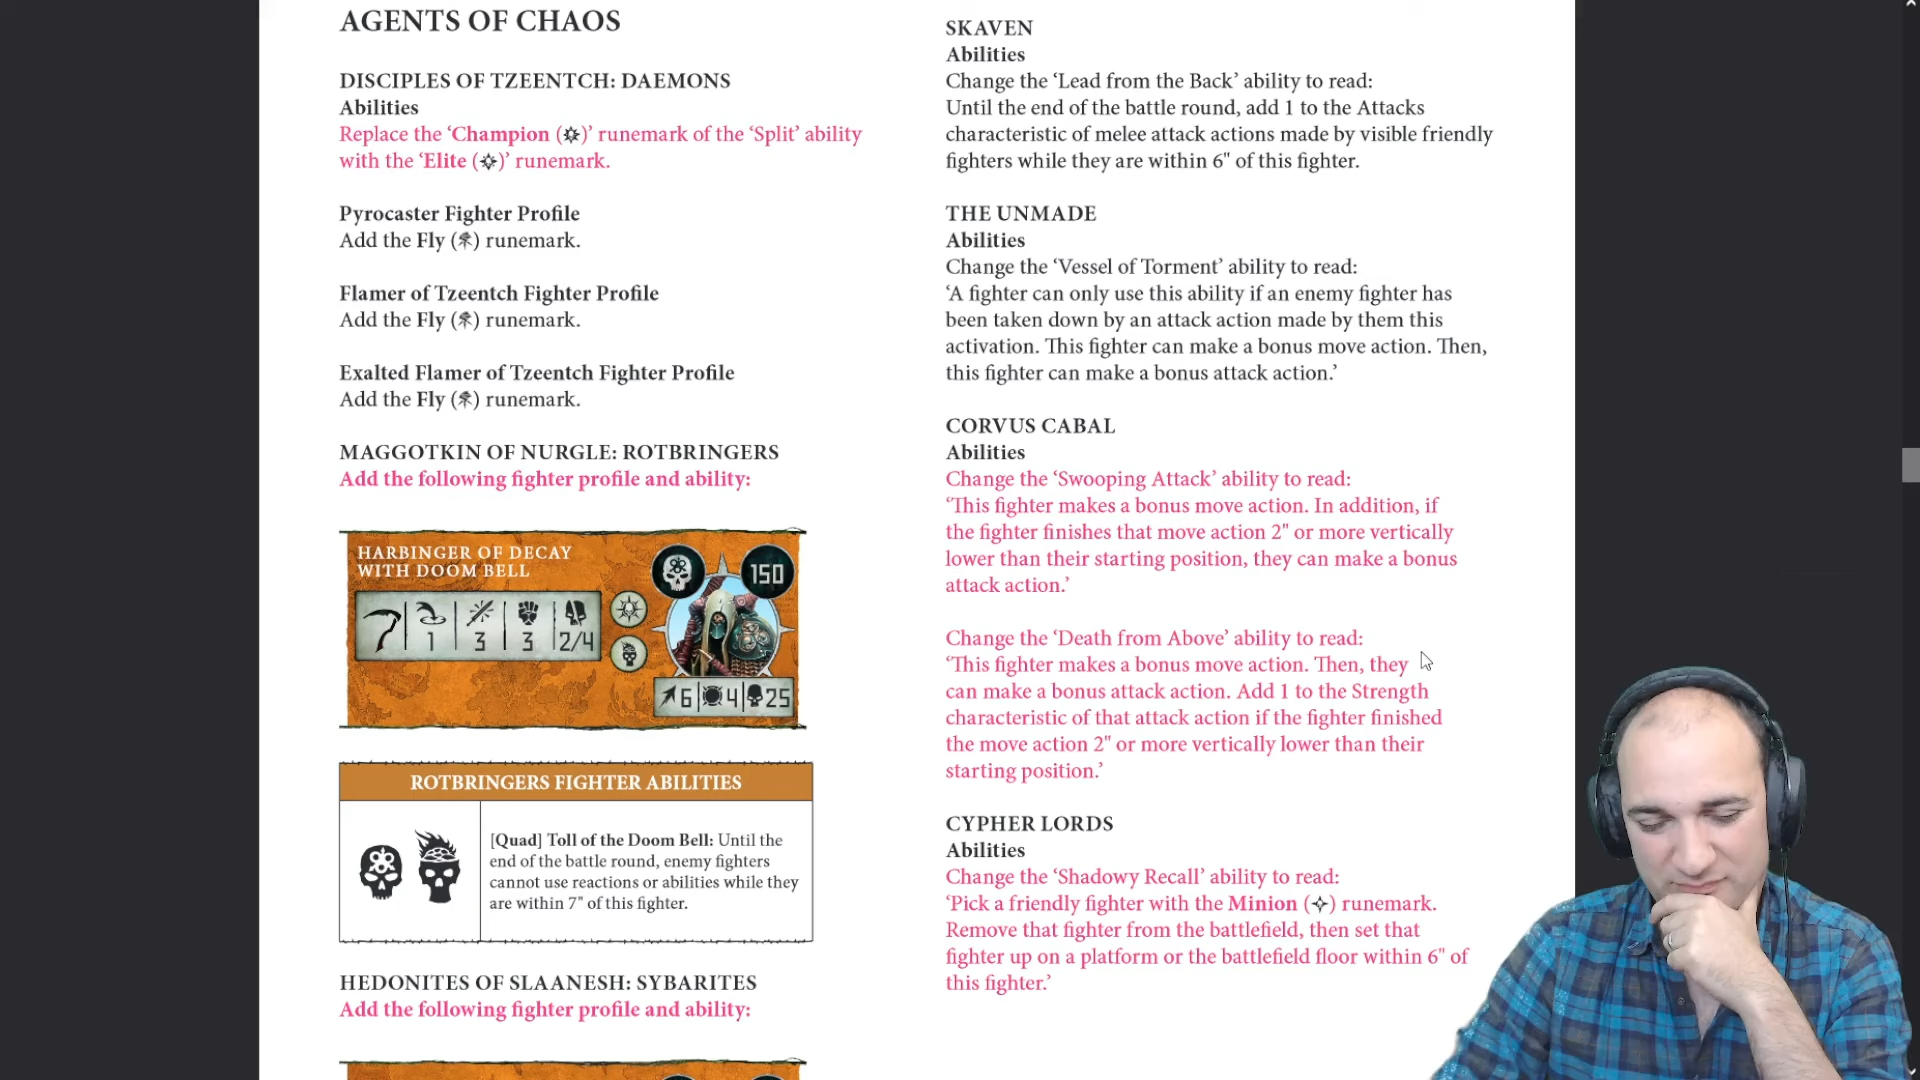 AGENTS OF CHAOS
DISCIPLES OF TZEENTCH: DAEMONS
Abilities
Replace the ‘Champion ()’ runemark of the ‘Split’ ability
with the ‘Elite ()’ runemark.
Pyrocaster Fighter Profile
Add the Fly () runemark.
Flamer of Tzeentch Fighter Profile
Add the Fly () runemark.
Exalted Flamer of Tzeentch Fighter Profile
Add the Fly () runemark.
MAGGOTKIN OF NURGLE: ROTBRINGERS
Add the following fighter profile and ability:
HARBINGER OF DECAY
WITH DOOM BELL
150
1 3 3 2/4
6 4 25
ROTBRINGERS FIGHTER ABILITIES
[Quad] Toll of the Doom Bell: Until the
end of the battle round, enemy fighters
cannot use reactions or abilities while they
are within 7" of this fighter.
HEDONITES OF SLAANESH: SYBARITES
Add the following fighter profile and ability:
SKAVEN
Abilities
Change the ‘Lead from the Back’ ability to read:
Until the end of the battle round, add 1 to the Attacks
characteristic of melee attack actions made by visible friendly
fighters while they are within 6" of this fighter.
THE UNMADE
Abilities
Change the ‘Vessel of Torment’ ability to read:
‘A fighter can only use this ability if an enemy fighter has
been taken down by an attack action made by them this
activation. This fighter can make a bonus move action. Then,
this fighter can make a bonus attack action.’
CORVUS CABAL
Abilities
Change the ‘Swooping Attack’ ability to read:
‘This fighter makes a bonus move action. In addition, if
the fighter finishes that move action 2" or more vertically
lower than their starting position, they can make a bonus
attack action.’
Change the ‘Death from Above’ ability to read:
‘This fighter makes a bonus move action. Then, they
can make a bonus attack action. Add 1 to the Strength
characteristic of that attack action if the fighter finished
the move action 2" or more vertically lower than their
starting position.’
CYPHER LORDS
Abilities
Change the ‘Shadowy Recall’ ability to read:
‘Pick a friendly fighter with the Minion () runemark.
Remove that fighter from the battlefield, then set that
fighter up on a platform or the battlefield floor within 6" of
this fighter.’